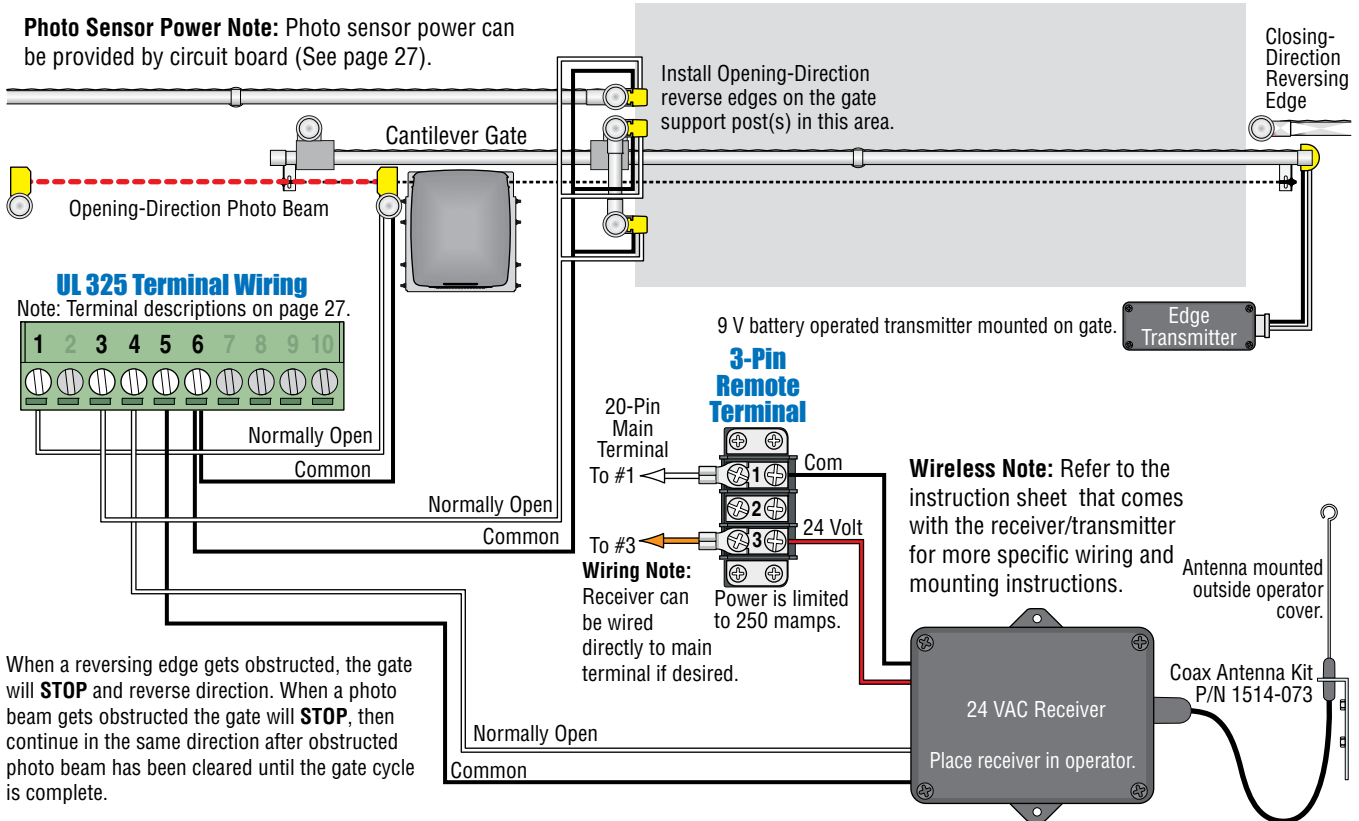 Photo Sensor Power Note: Photo sensor power can
be provided by circuit board (See page 27).
Install Opening-Direction
reverse edges on the gate
support post(s) in this area.
Closing-
Direction
Reversing
Edge
Cantilever Gate
Opening-Direction Photo Beam
UL 325 Terminal Wiring
Note: Terminal descriptions on page 27.
1 2 3 4 5 6 7 8 9 10
Normally Open
Common
Normally Open
Common
9 V battery operated transmitter mounted on gate.
Edge
Transmitter
3-Pin
Remote
Terminal
20-Pin
Main
Terminal
To #1
1
Com
2
To #3
3
24 Volt
Wiring Note:
Receiver can
be wired
directly to main
terminal if desired.
Power is limited
to 250 mamps.
Wireless Note: Refer to the
instruction sheet that comes
with the receiver/transmitter
for more specific wiring and
mounting instructions.
Antenna mounted
outside operator
cover.
Coax Antenna Kit
P/N 1514-073
24 VAC Receiver
Place receiver in operator.
Normally Open
Common
When a reversing edge gets obstructed, the gate
will STOP and reverse direction. When a photo
beam gets obstructed the gate will STOP, then
continue in the same direction after obstructed
photo beam has been cleared until the gate cycle
is complete.